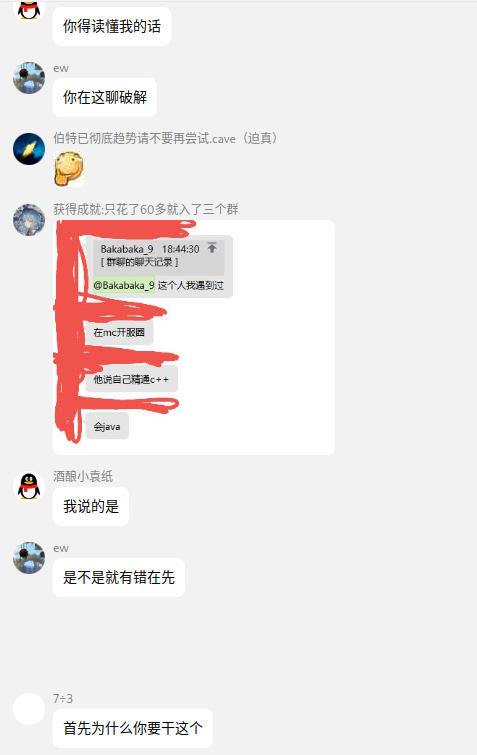 你得读懂我的话
ew
你在这聊破解
伯特已彻底趋势请不要再尝试.cave（迫真）
获得成就:只花了60多就入了三个群
Bakabaka_9 18:44:30
[ 群聊的聊天记录 ]
@Bakabaka_9 这个人我遇到过
在mc开服圈
他说自己精通c++
会java
酒酿小袁纸
我说的是
ew
是不是就有错在先
7÷3
首先为什么你要干这个